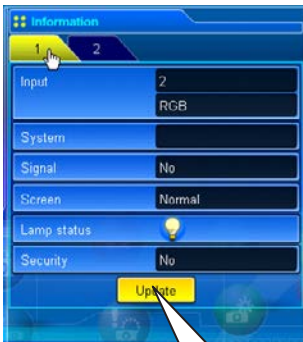 Information
1 2
Input 2
RGB
System
Signal No
Screen Normal
Lamp status
Security No
Update